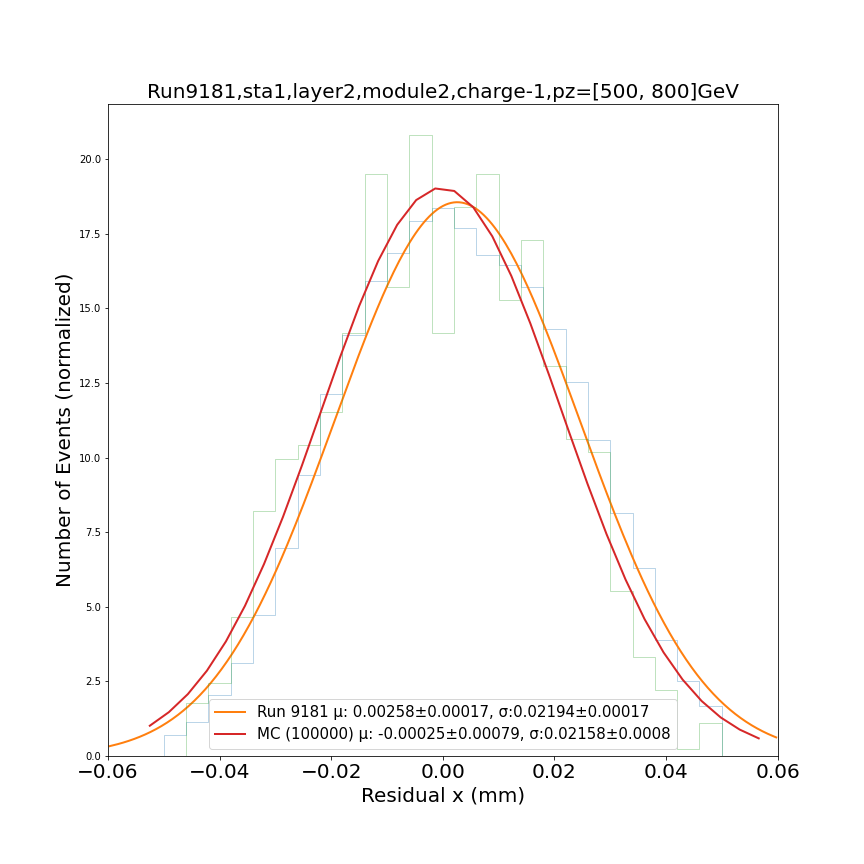 Run9181,sta1,layer2,module2,charge-1,pz=[500, 800]GeV
Number of Events (normalized)
20.0
17.5
15.0
12.5
10.0
7.5
5.0
2.5
0.0
Run 9181 μ: 0.00258±0.00017, σ:0.02194±0.00017
MC (100000) μ: -0.00025±0.00079, σ:0.02158±0.0008
−0.06 −0.04 −0.02 0.00 0.02 0.04 0.06
Residual x (mm)